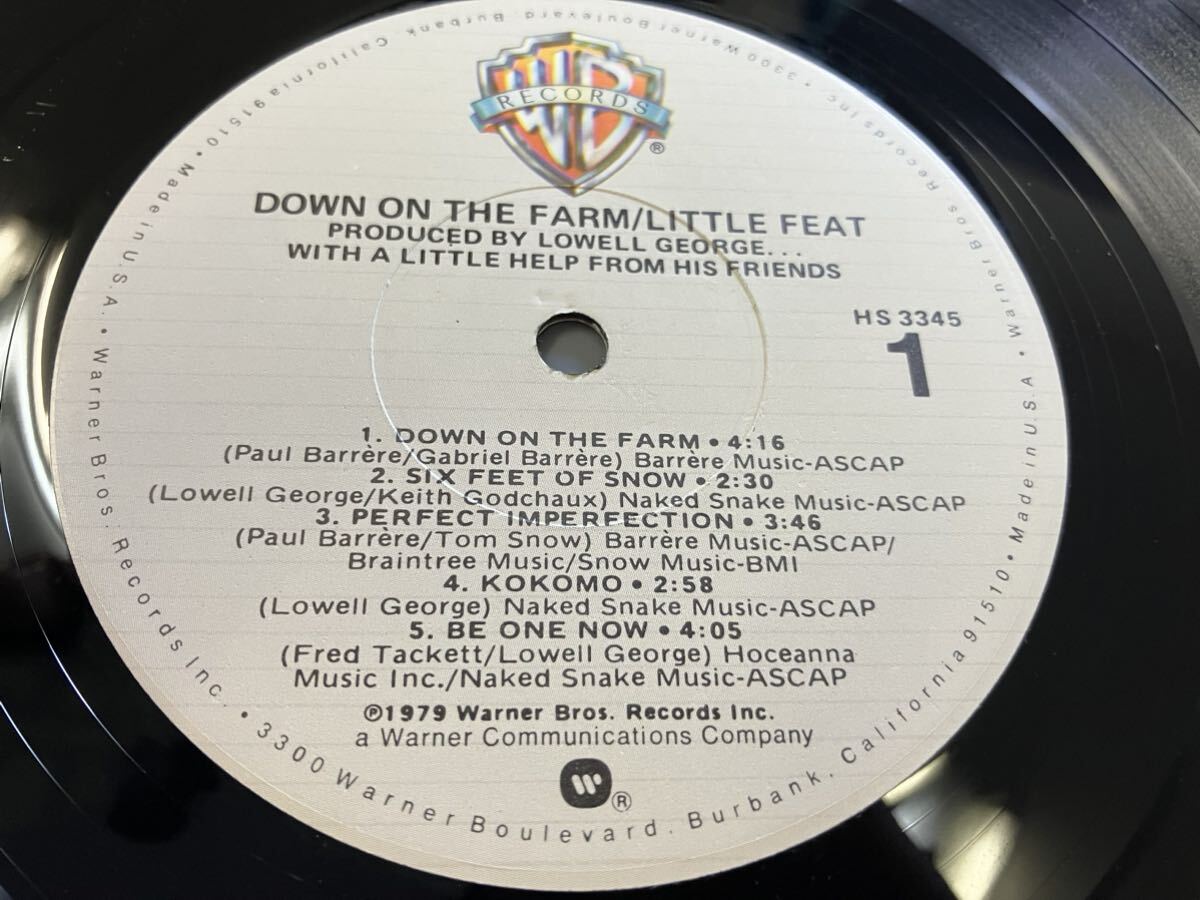 WB
RECORDS
®
DOWN ON THE FARM/LITTLE FEAT
PRODUCED BY LOWELL GEORGE...
WITH A LITTLE HELP FROM HIS FRIENDS
HS 3345
1
1. DOWN ON THE FARM • 4:16
(Paul Barrère/Gabriel Barrère) Barrère Music-ASCAP
2. SIX FEET OF SNOW • 2:30
(Lowell George/Keith Godchaux) Naked Snake Music-ASCAP
3. PERFECT IMPERFECTION • 3:46
(Paul Barrère/Tom Snow) Barrère Music-ASCAP/
Braintree Music/Snow Music-BMI
4. KOKOMO • 2:58
(Lowell George) Naked Snake Music-ASCAP
5. BE ONE NOW • 4:05
(Fred Tackett/Lowell George) Hoceanna
Music Inc./Naked Snake Music-ASCAP
℗1979 Warner Bros. Records Inc.
a Warner Communications Company
W®
Warner Bros. Records Inc. • 3300 Warner Boulevard. Burbank. California 91510 • Made in U.S.A. • Warner Bros. Records Inc. • 3300 Warner Boulevard. Burbank. California 91510 • Made in U.S.A. •